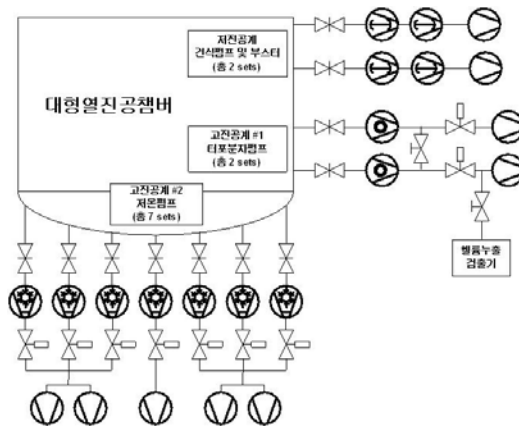 저진공계
건식펌프 및 부스터
(총 2 sets)
대형열진공챔버
고진공계 #1
터포분자펌프
(총 2 sets)
고진공계 #2
저온펌프
(총 7 sets)
헬륨누출
검출기